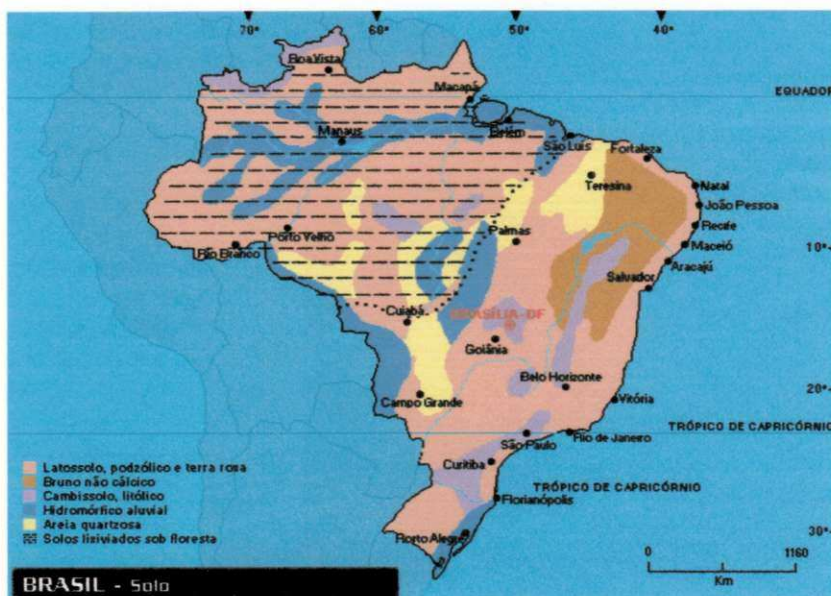 70° 60° 50° 40°
Boa Vista
Macapá
EQUADOR
Manaus
Belém
São Luís
Fortaleza
Teresina
Natal
João Pessoa
Porto Velho
Palmas
Recife
Rio Branco
Maceió
10°
Aracajú
Salvador
Cuiabá
BRASÍLIA-DF
Goiânia
Belo Horizonte
20°
Campo Grande
Vitória
TRÓPICO DE CAPRICÓRNIO
São Paulo
Rio de Janeiro
Curitiba
TRÓPICO DE CAPRICÓRNIO
Florianópolis
Porto Alegre
30°
Latossolo, podzólico e terra roxa
Bruno não cálcico
Cambissolo, litólico
Hidromórfico aluvial
Areia quartzosa
Solos lixiviados sob floresta
0 1160
Km
BRASIL - Solo